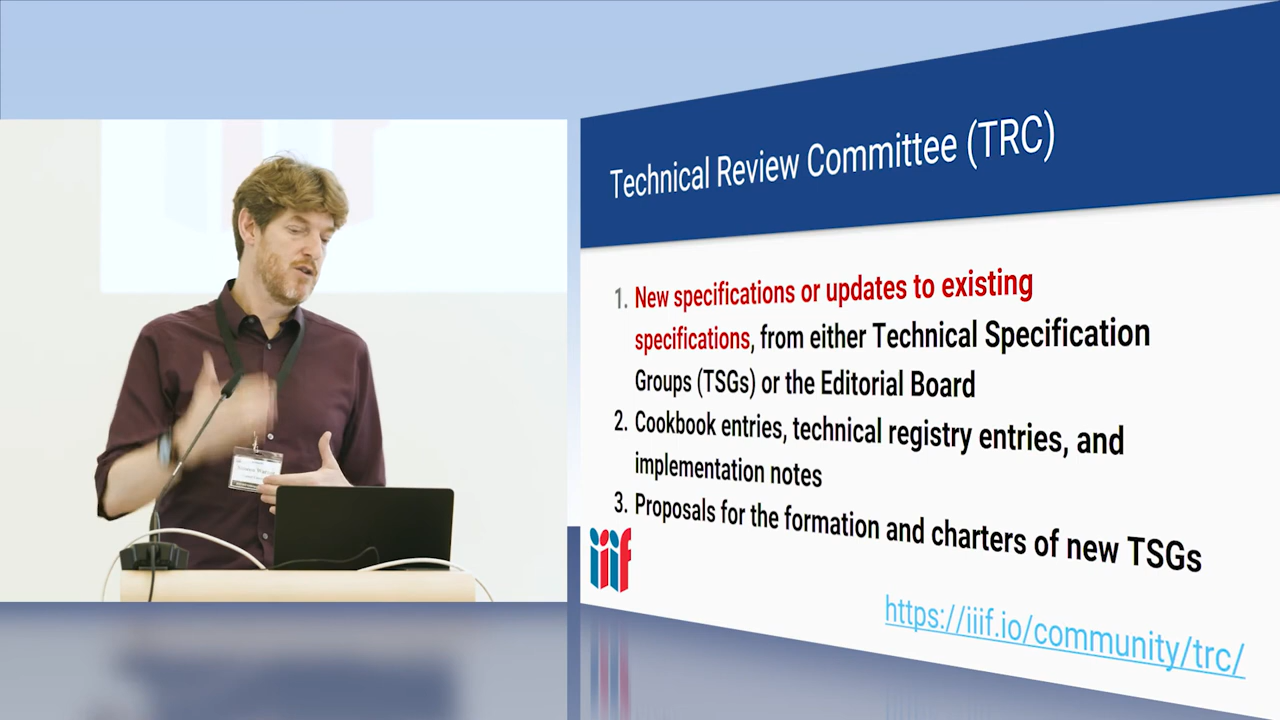 Technical Review Committee (TRC)
1. New specifications or updates to existing
specifications, from either Technical Specification
Groups (TSGs) or the Editorial Board
2. Cookbook entries, technical registry entries, and
implementation notes
3. Proposals for the formation and charters of new TSGs
iiif
https://iiif.io/community/trc/